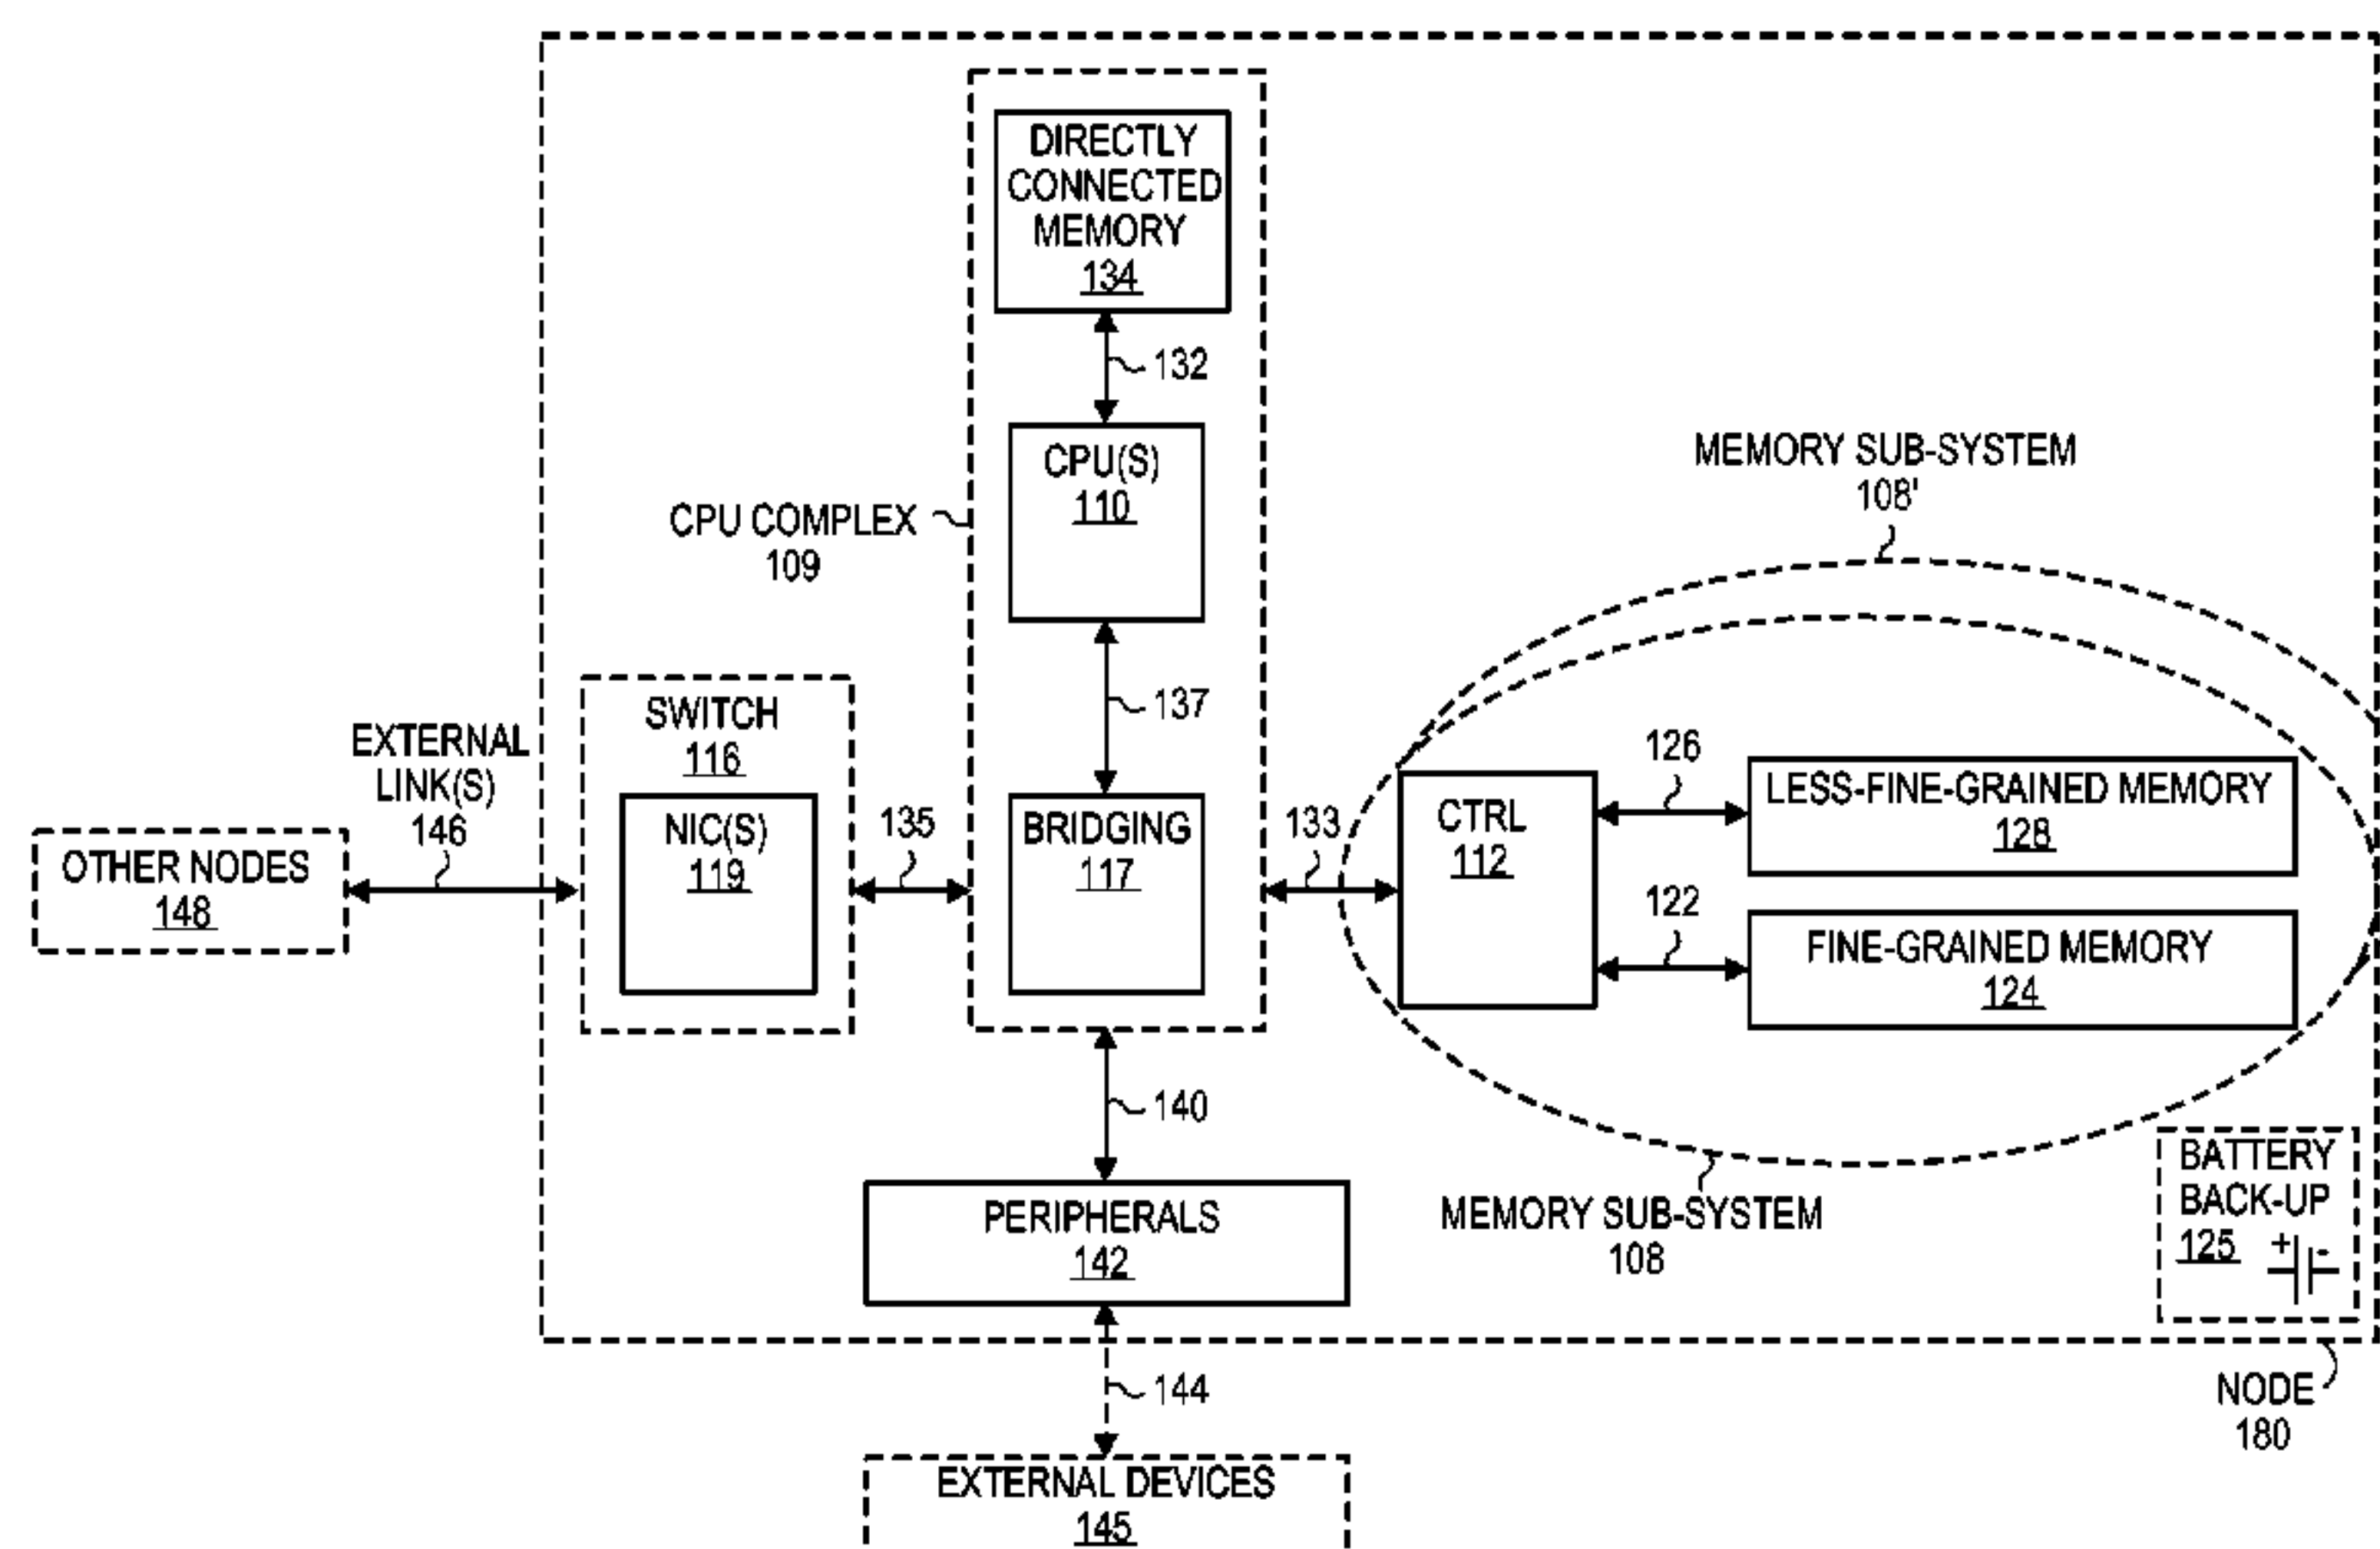 DIRECTLY
CONNECTED
MEMORY
134
132
CPU(S)
110
CPU COMPLEX
109
137
MEMORY SUB-SYSTEM
108'
SWITCH
116
NIC(S)
119
EXTERNAL
LINK(S)
146
OTHER NODES
148
135
BRIDGING
117
133
CTRL
112
126
LESS-FINE-GRAINED MEMORY
128
122
FINE-GRAINED MEMORY
124
140
PERIPHERALS
142
MEMORY SUB-SYSTEM
108
BATTERY
BACK-UP
125
+
-
144
NODE
180
EXTERNAL DEVICES
145